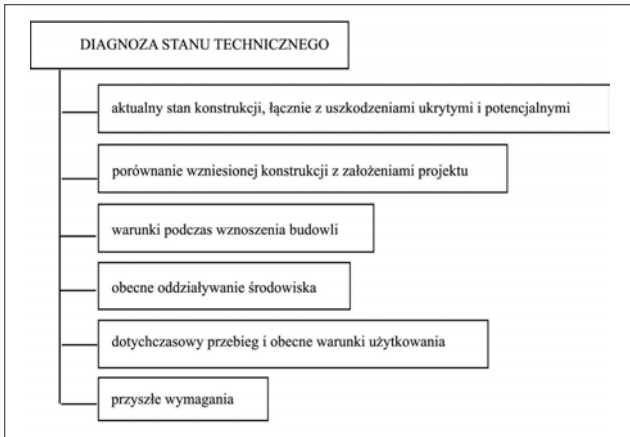 DIAGNOZA STANU TECHNICZNEGO
aktualny stan konstrukcji, łącznie z uszkodzeniami ukrytymi i potencjalnymi
porównanie wzniesionej konstrukcji z założeniami projektu
warunki podczas wznoszenia budowli
obecne oddziaływanie środowiska
dotychczasowy przebieg i obecne warunki użytkowania
przyszłe wymagania